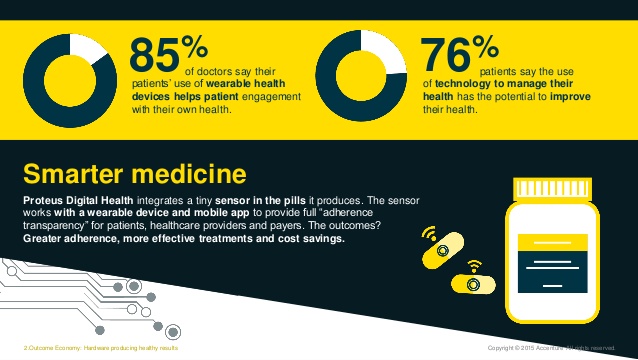 85%
of doctors say their
patients’ use of wearable health
devices helps patient engagement
with their own health.
76%
patients say the use
of technology to manage their
health has the potential to improve
their health.
Smarter medicine
Proteus Digital Health integrates a tiny sensor in the pills it produces. The sensor
works with a wearable device and mobile app to provide full “adherence
transparency” for patients, healthcare providers and payers. The outcomes?
Greater adherence, more effective treatments and cost savings.
2.Outcome Economy: Hardware producing healthy results
Copyright © 2015 Accenture All rights reserved.